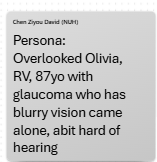 Chen Ziyou David (NUH)
Persona:
Overlooked Olivia,
RV, 87yo with
glaucoma who has
blurry vision came
alone, abit hard of
hearing